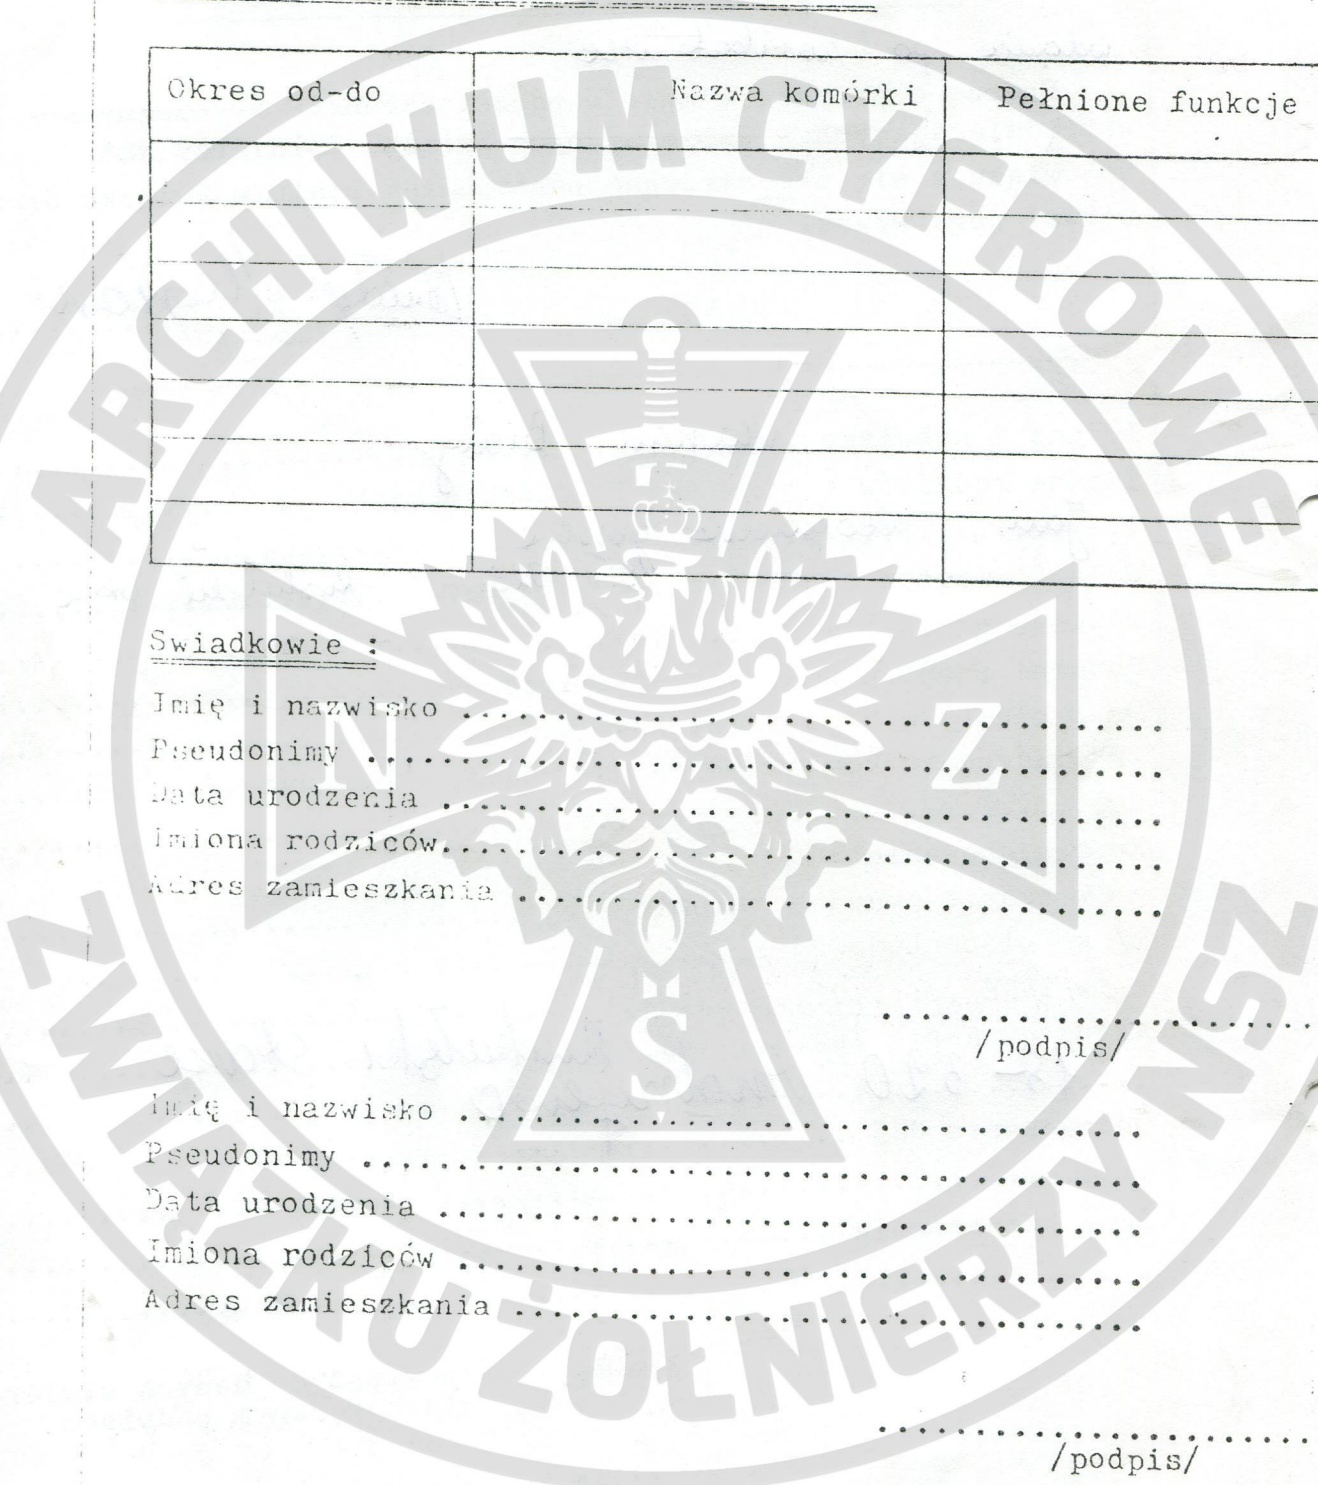 Okres od-do Nazwa komórki Pełnione funkcje
Swiadkowie :
Imię i nazwisko ........................................
Pseudonimy ........................................
Data urodzenia ........................................
Imiona rodziców ........................................
Adres zamieszkania ........................................
........................
/podpis/
Imię i nazwisko ........................................
Pseudonimy ........................................
Data urodzenia ........................................
Imiona rodziców ........................................
Adres zamieszkania ........................................
........................
/podpis/
ARCHIWUM CYFROWE
ZWIĄZKU ŻOŁNIERZY NSZ
N Z
S